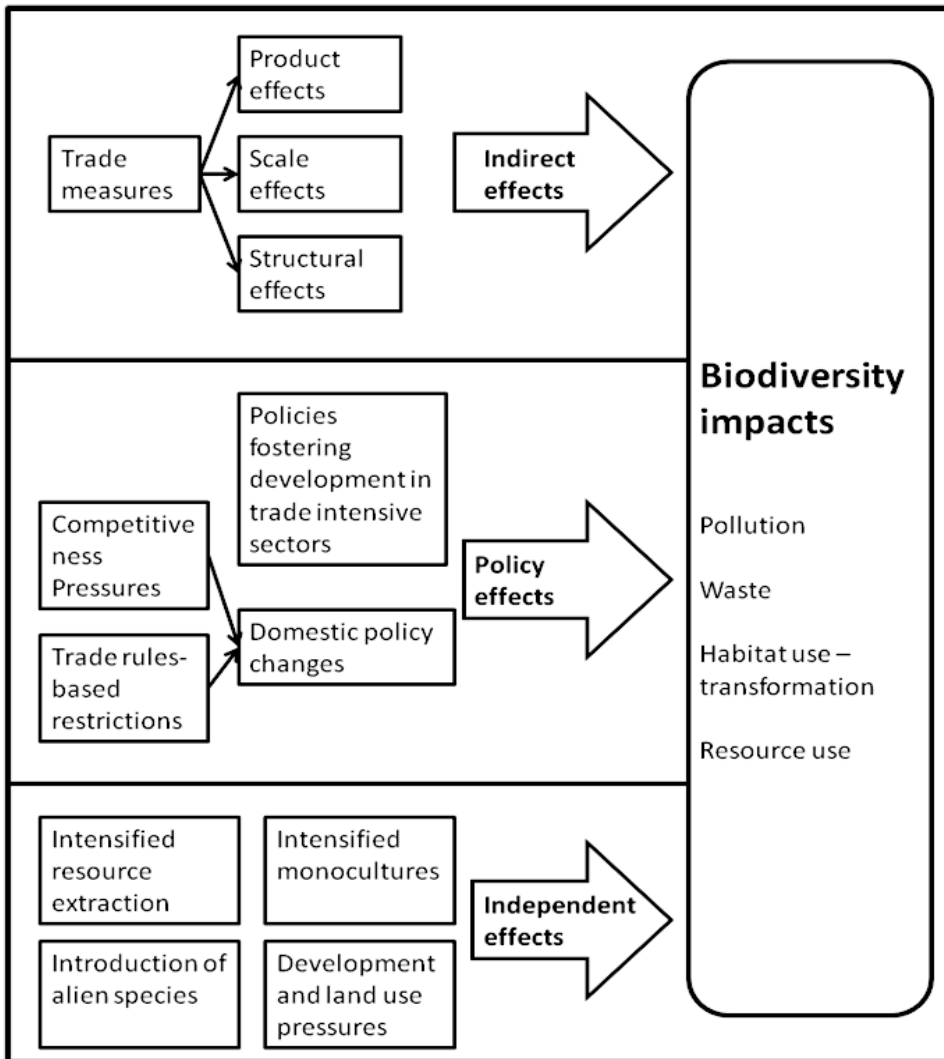 Product
effects
Trade
measures
Scale
effects
Structural
effects
Indirect
effects
Policies
fostering
development in
trade intensive
sectors
Competitive
ness
Pressures
Trade rules-
based
restrictions
Domestic policy
changes
Policy
effects
Intensified
resource
extraction
Intensified
monocultures
Introduction of
alien species
Development
and land use
pressures
Independent
effects
Biodiversity
impacts
Pollution
Waste
Habitat use –
transformation
Resource use